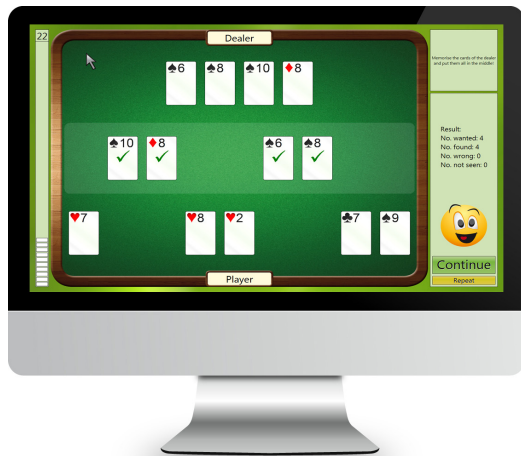 22
Dealer
♠6 ♠8 ♠10 ♦8
Memorise the cards of the dealer
and put them all in the middle!
♠10 ♦8 ♠6 ♠8
Result:
No. wanted: 4
No. found: 4
No. wrong: 0
No. not seen: 0
♥7 ♥8 ♥2 ♣7 ♠9
Continue
Repeat
Player